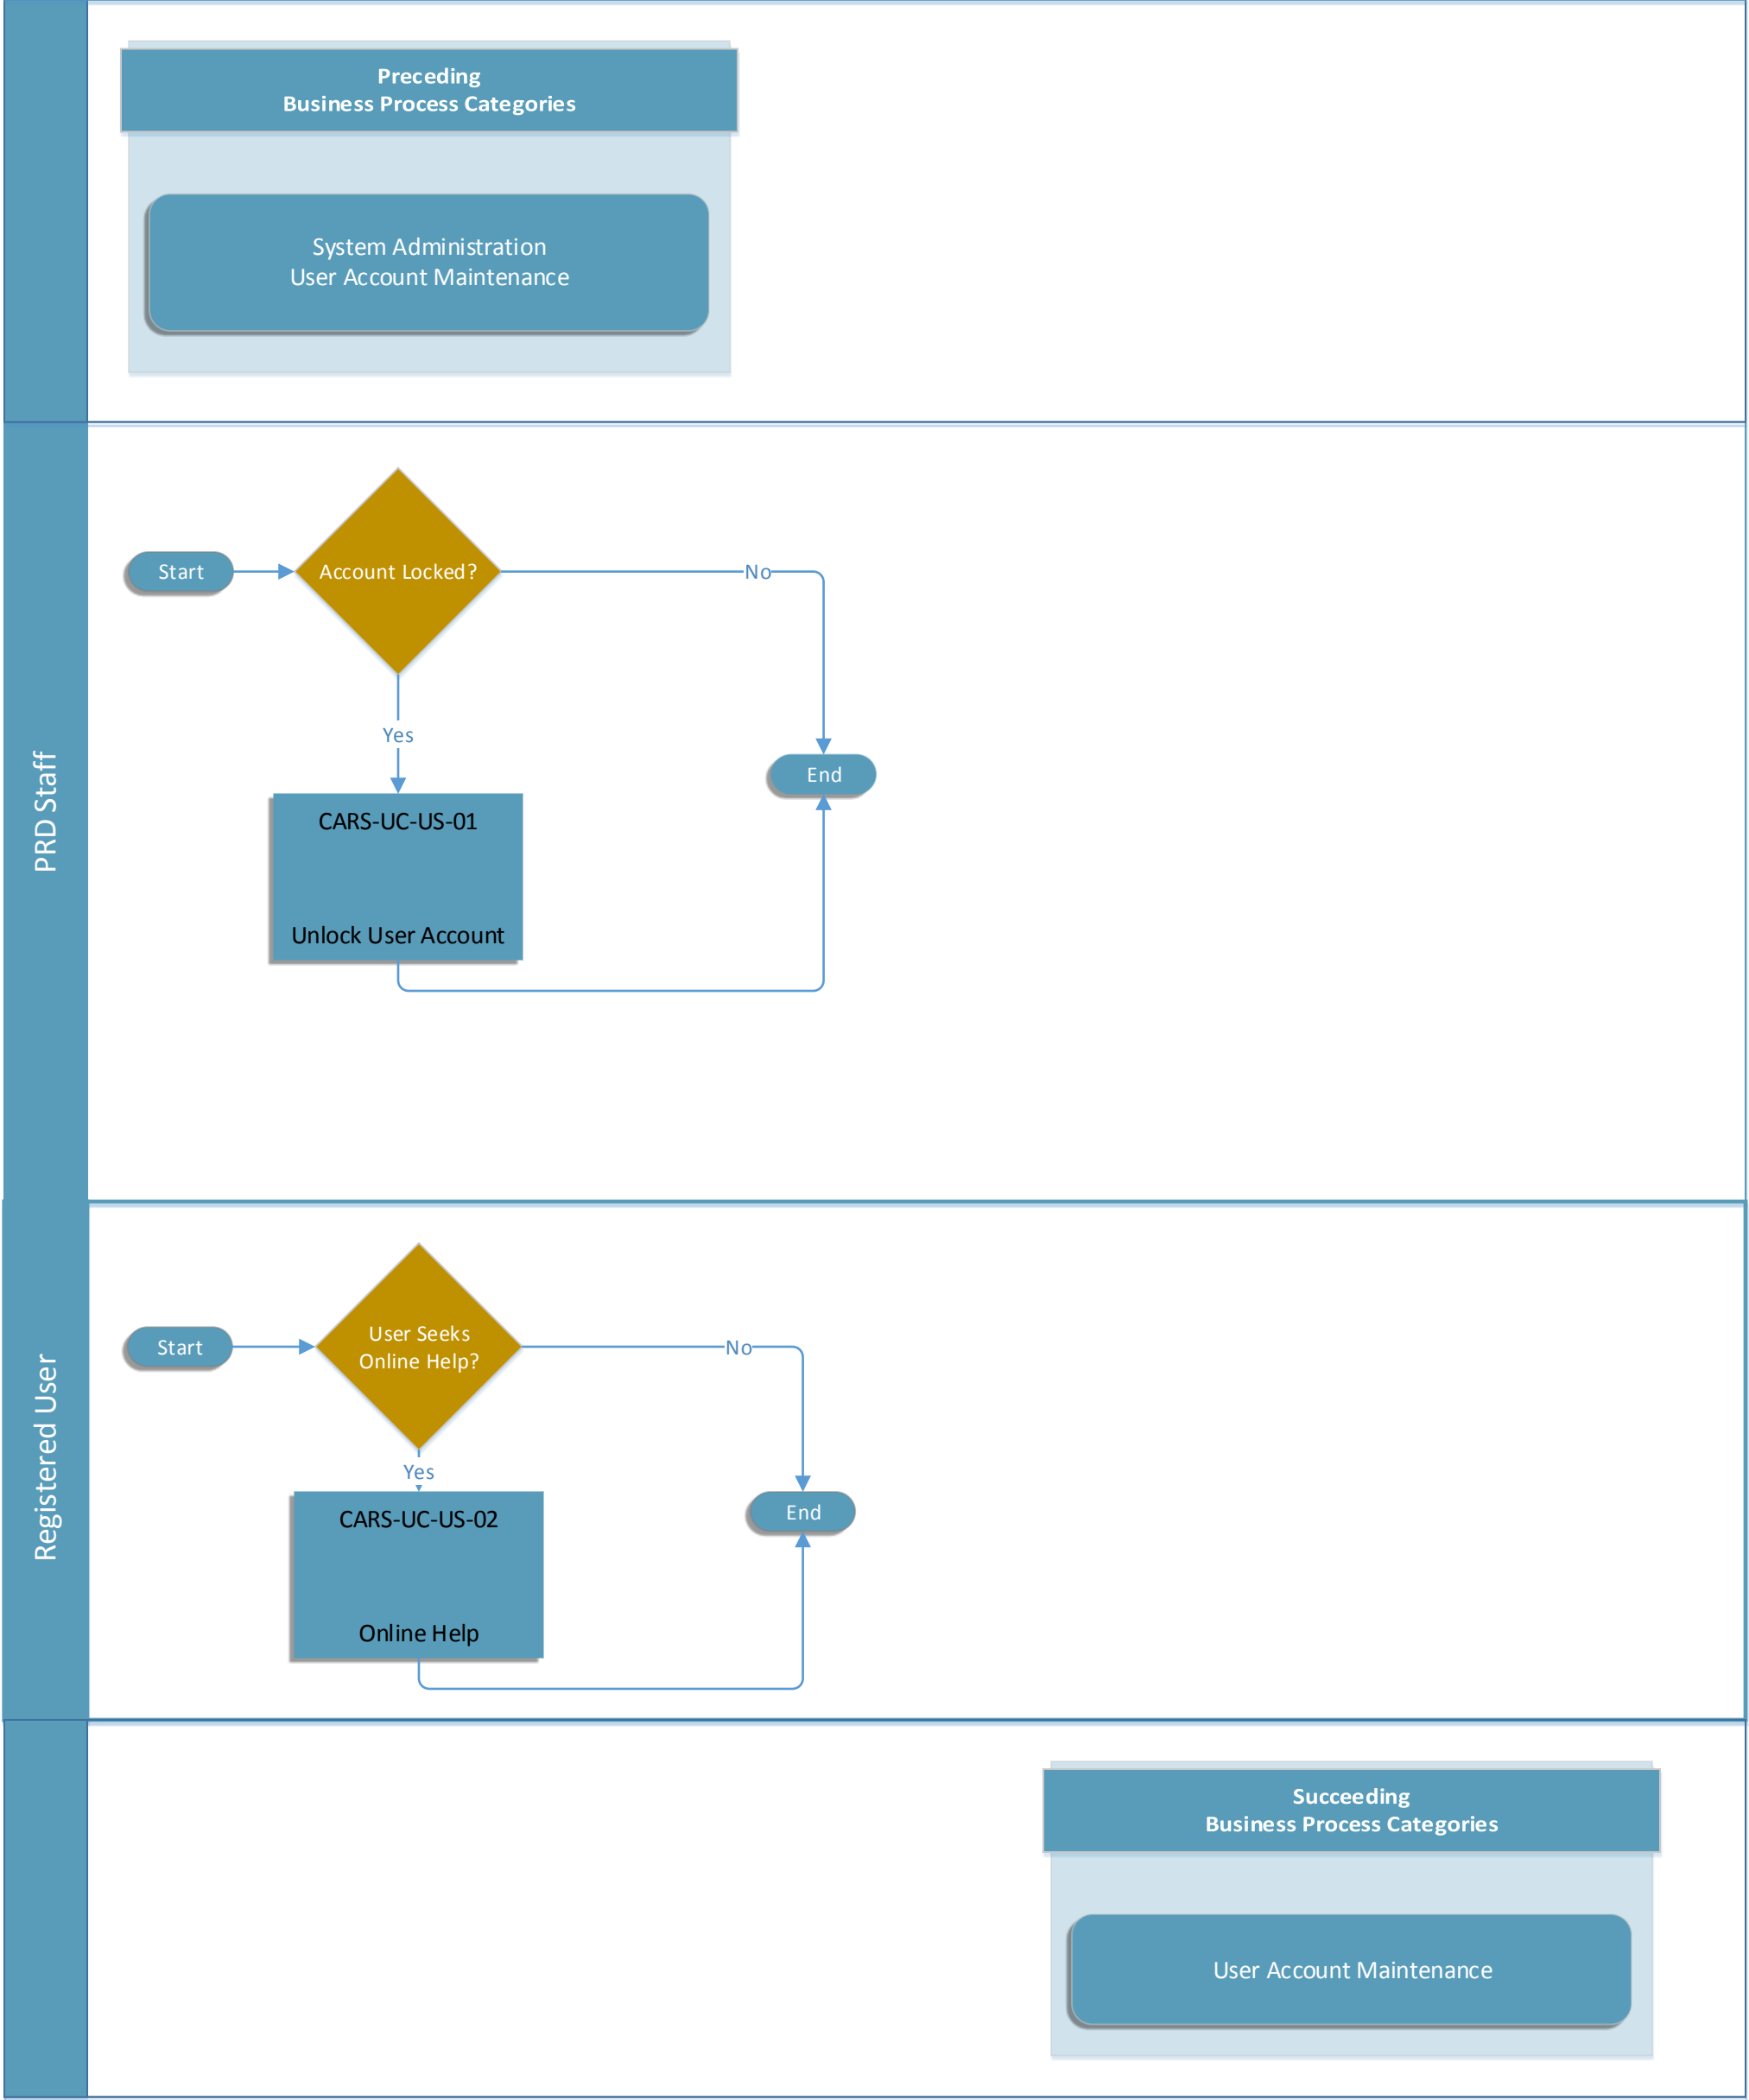 Preceding
Business Process Categories
System Administration
User Account Maintenance
PRD Staff
Start
Account Locked?
No
Yes
End
CARS-UC-US-01
Unlock User Account
Registered User
Start
User Seeks
Online Help?
No
Yes
End
CARS-UC-US-02
Online Help
Succeeding
Business Process Categories
User Account Maintenance